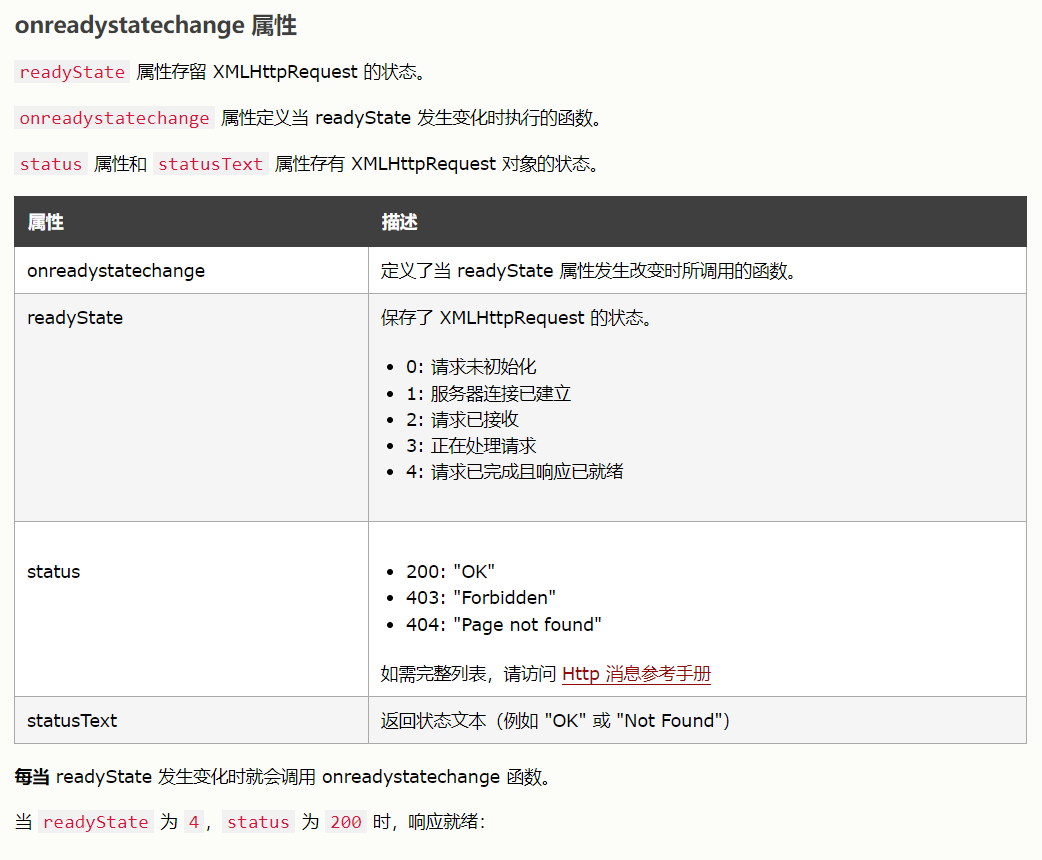 onreadystatechange 属性
readyState 属性存留 XMLHttpRequest 的状态。
onreadystatechange 属性定义当 readyState 发生变化时执行的函数。
status 属性和 statusText 属性存有 XMLHttpRequest 对象的状态。
属性 描述
onreadystatechange 定义了当 readyState 属性发生改变时所调用的函数。
readyState 保存了 XMLHttpRequest 的状态。
• 0: 请求未初始化
• 1: 服务器连接已建立
• 2: 请求已接收
• 3: 正在处理请求
• 4: 请求已完成且响应已就绪
status • 200: "OK"
• 403: "Forbidden"
• 404: "Page not found"
如需完整列表，请访问 Http 消息参考手册
statusText 返回状态文本（例如 "OK" 或 "Not Found"）
每当 readyState 发生变化时就会调用 onreadystatechange 函数。
当 readyState 为 4，status 为 200 时，响应就绪：